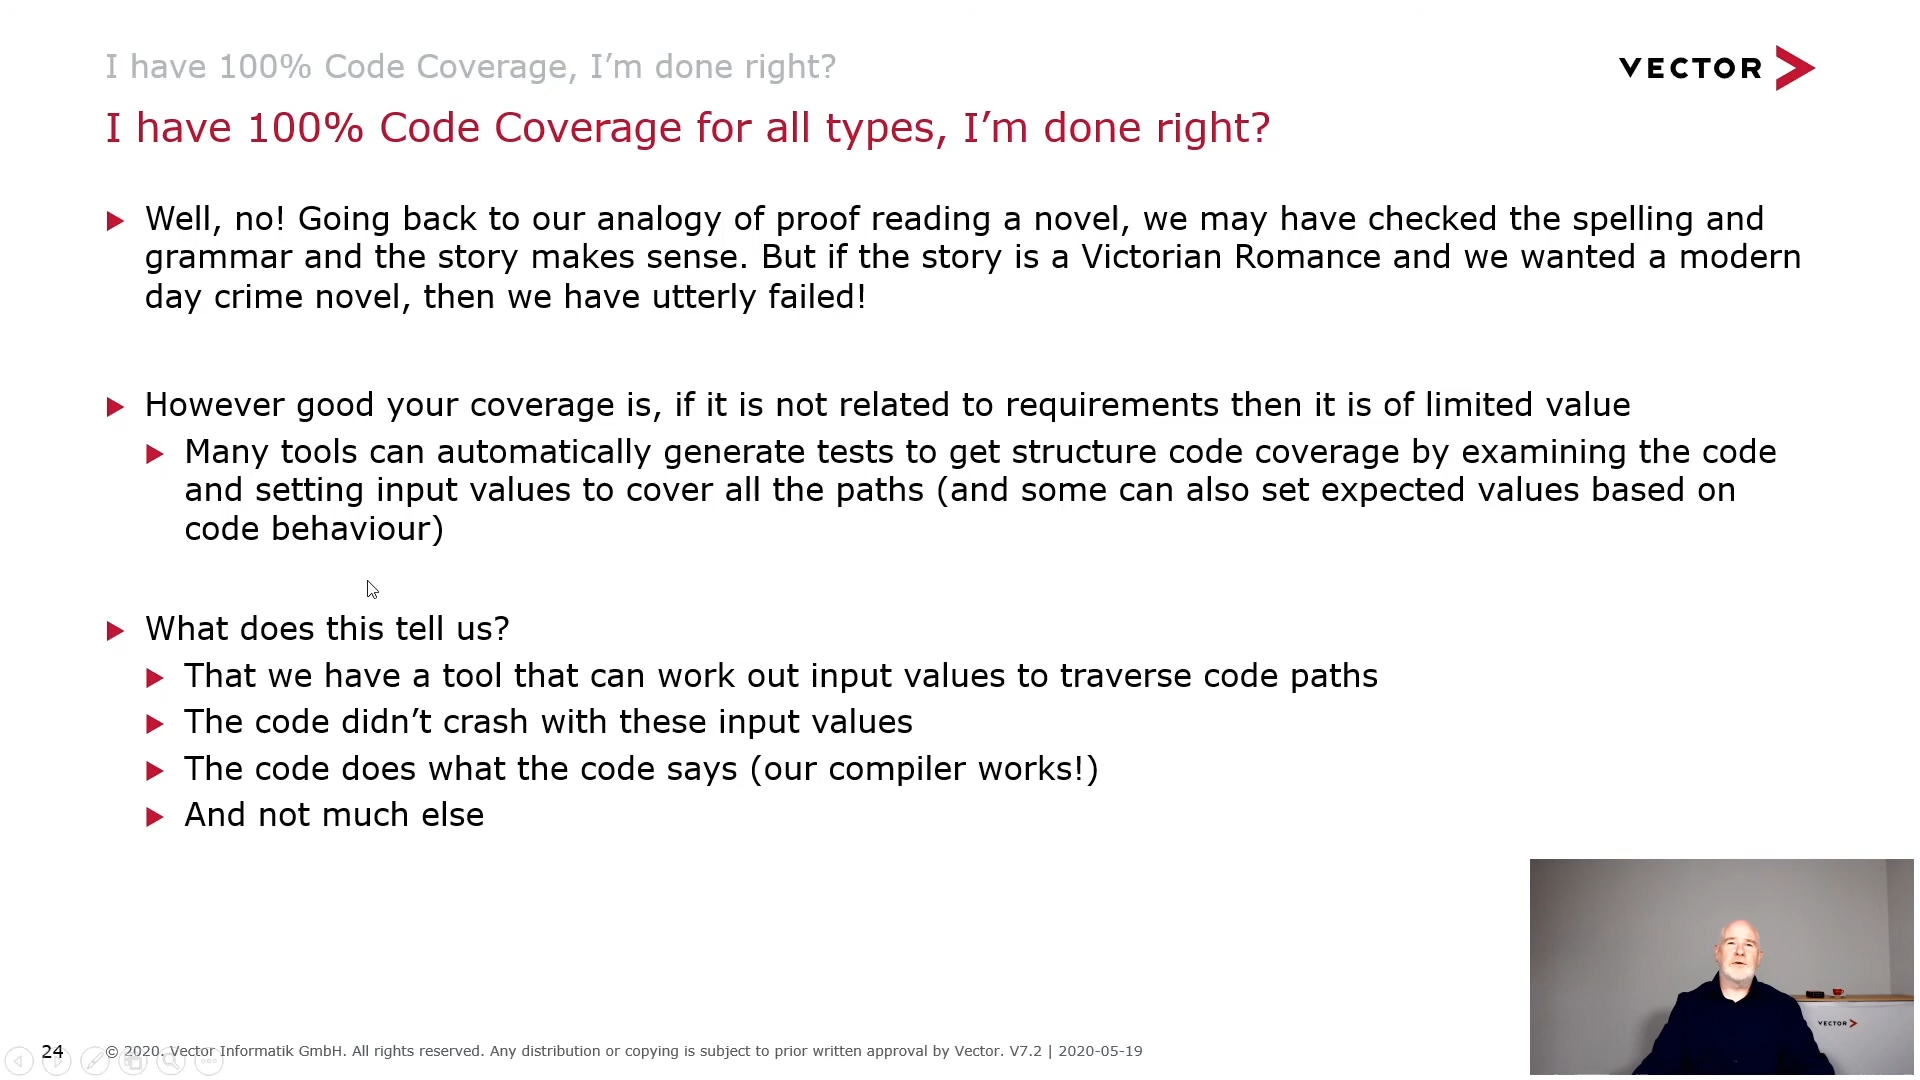 I have 100% Code Coverage, I’m done right?
VECTOR
I have 100% Code Coverage for all types, I’m done right?
Well, no! Going back to our analogy of proof reading a novel, we may have checked the spelling and
grammar and the story makes sense. But if the story is a Victorian Romance and we wanted a modern
day crime novel, then we have utterly failed!
However good your coverage is, if it is not related to requirements then it is of limited value
Many tools can automatically generate tests to get structure code coverage by examining the code
and setting input values to cover all the paths (and some can also set expected values based on
code behaviour)
What does this tell us?
That we have a tool that can work out input values to traverse code paths
The code didn’t crash with these input values
The code does what the code says (our compiler works!)
And not much else
VECTOR
24
© 2020. Vector Informatik GmbH. All rights reserved. Any distribution or copying is subject to prior written approval by Vector. V7.2 | 2020-05-19